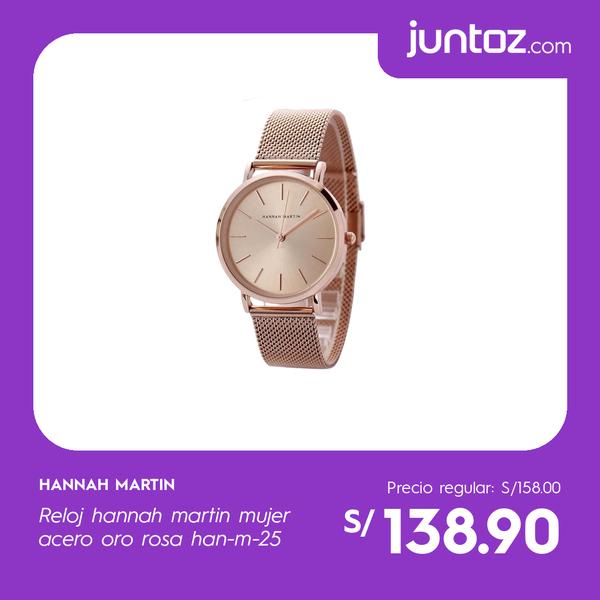 juntoz.com
HANNAH MARTIN
HANNAH MARTIN
Reloj hannah martin mujer
acero oro rosa han-m-25
Precio regular: S/158.00
S/ 138.90